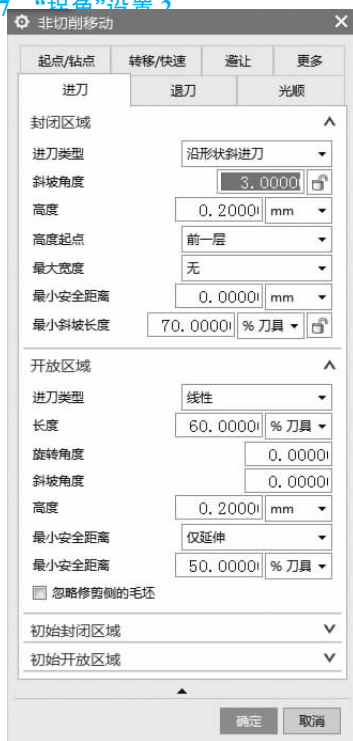 7 “拐角”设置 2
非切削移动
起点/钻点 转移/快速 避让 更多
进刀 退刀 光顺
封闭区域
进刀类型 沿形状斜进刀
斜坡角度 3.0000
高度 0.2000 mm
高度起点 前一层
最大宽度 无
最小安全距离 0.0000 mm
最小斜坡长度 70.0000 % 刀具
开放区域
进刀类型 线性
长度 60.0000 % 刀具
旋转角度 0.0000
斜坡角度 0.0000
高度 0.2000 mm
最小安全距离 仅延伸
最小安全距离 50.0000 % 刀具
忽略修剪侧的毛坯
初始封闭区域
初始开放区域
确定 取消